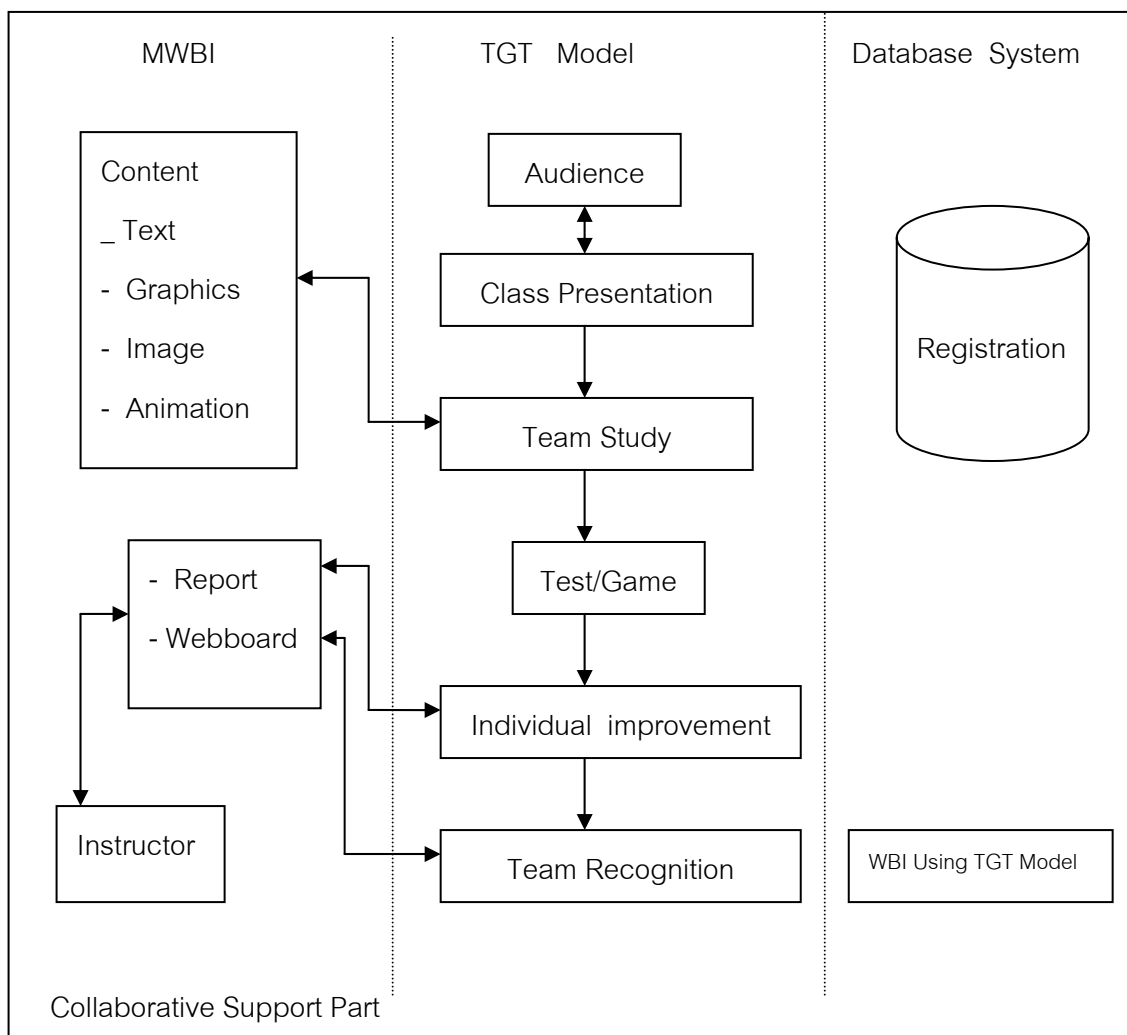 MWBI
TGT Model
Database System
Content
_ Text
- Graphics
- Image
- Animation
Audience
Class Presentation
Team Study
Test/Game
Individual improvement
Team Recognition
Registration
- Report
- Webboard
Instructor
WBI Using TGT Model
Collaborative Support Part